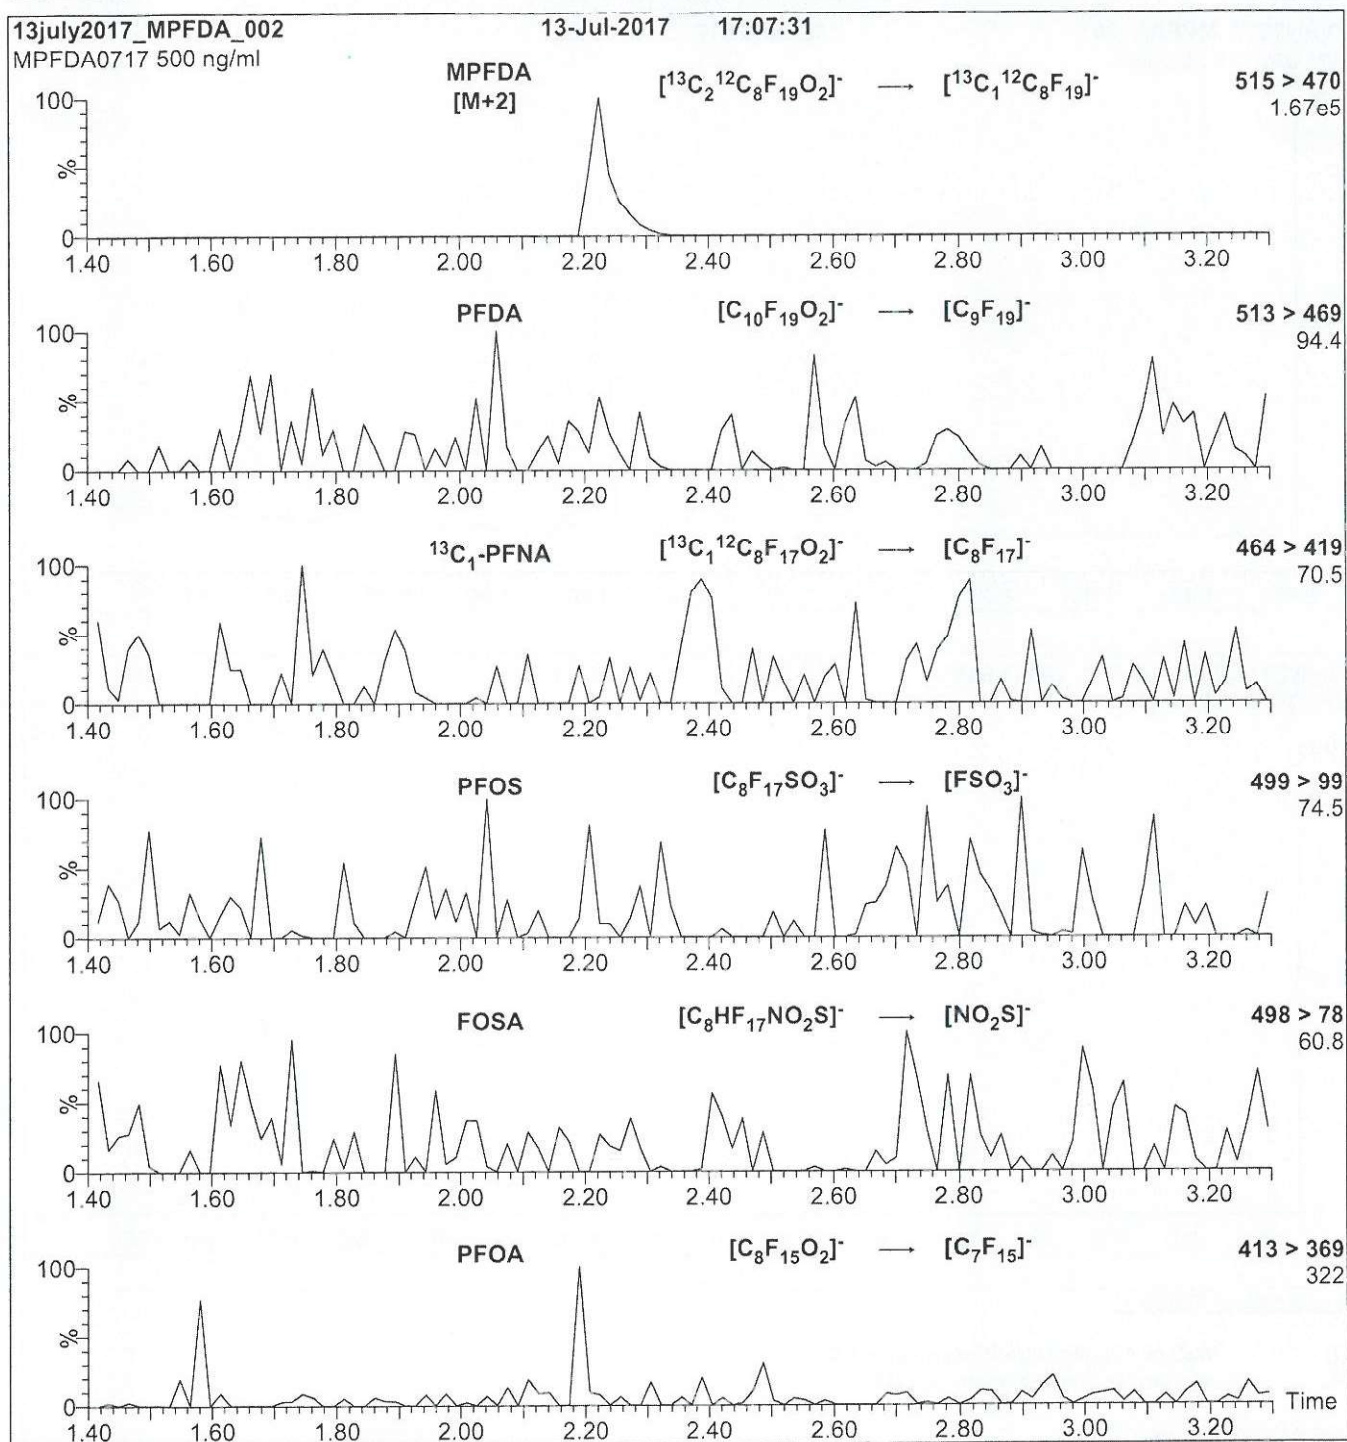 13july2017_MPFDA_002 13-Jul-2017 17:07:31
MPFDA0717 500 ng/ml
MPFDA [¹³C₂¹²C₈F₁₉O₂]⁻ → [¹³C₁¹²C₈F₁₉]⁻ 515 > 470
[M+2] 1.67e5
100
%
0
1.40 1.60 1.80 2.00 2.20 2.40 2.60 2.80 3.00 3.20
PFDA [C₁₀F₁₉O₂]⁻ → [C₉F₁₉]⁻ 513 > 469
100 94.4
%
0
1.40 1.60 1.80 2.00 2.20 2.40 2.60 2.80 3.00 3.20
¹³C₁-PFNA [¹³C₁¹²C₈F₁₇O₂]⁻ → [C₈F₁₇]⁻ 464 > 419
100 70.5
%
0
1.40 1.60 1.80 2.00 2.20 2.40 2.60 2.80 3.00 3.20
PFOS [C₈F₁₇SO₃]⁻ → [FSO₃]⁻ 499 > 99
100 74.5
%
0
1.40 1.60 1.80 2.00 2.20 2.40 2.60 2.80 3.00 3.20
FOSA [C₈HF₁₇NO₂S]⁻ → [NO₂S]⁻ 498 > 78
100 60.8
%
0
1.40 1.60 1.80 2.00 2.20 2.40 2.60 2.80 3.00 3.20
PFOA [C₈F₁₅O₂]⁻ → [C₇F₁₅]⁻ 413 > 369
100 322
%
0 Time
1.40 1.60 1.80 2.00 2.20 2.40 2.60 2.80 3.00 3.20